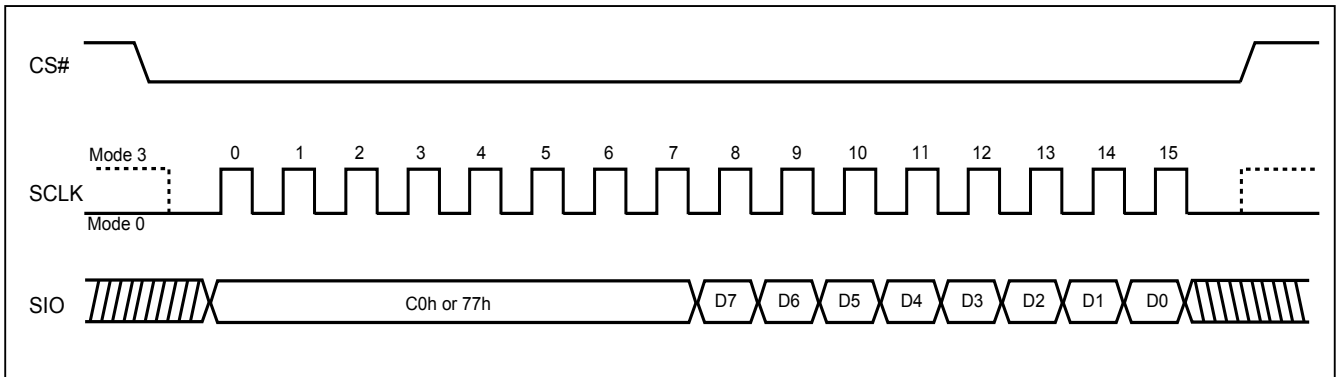 CS#
Mode 3
0 1 2 3 4 5 6 7 8 9 10 11 12 13 14 15
SCLK
Mode 0
SIO
C0h or 77h D7 D6 D5 D4 D3 D2 D1 D0